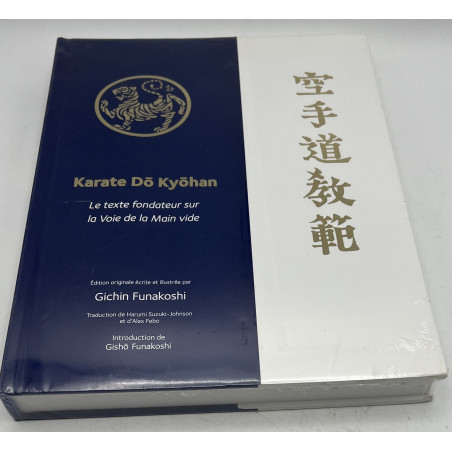 Karate Dō Kyōhan
Le texte fondateur sur
la Voie de la Main vide
Édition originale écrite et illustrée par
Gichin Funakoshi
Traduction de Harumi Suzuki-Johnson
et d'Alex Fabo
Introduction de
Gishō Funakoshi
空手道教範